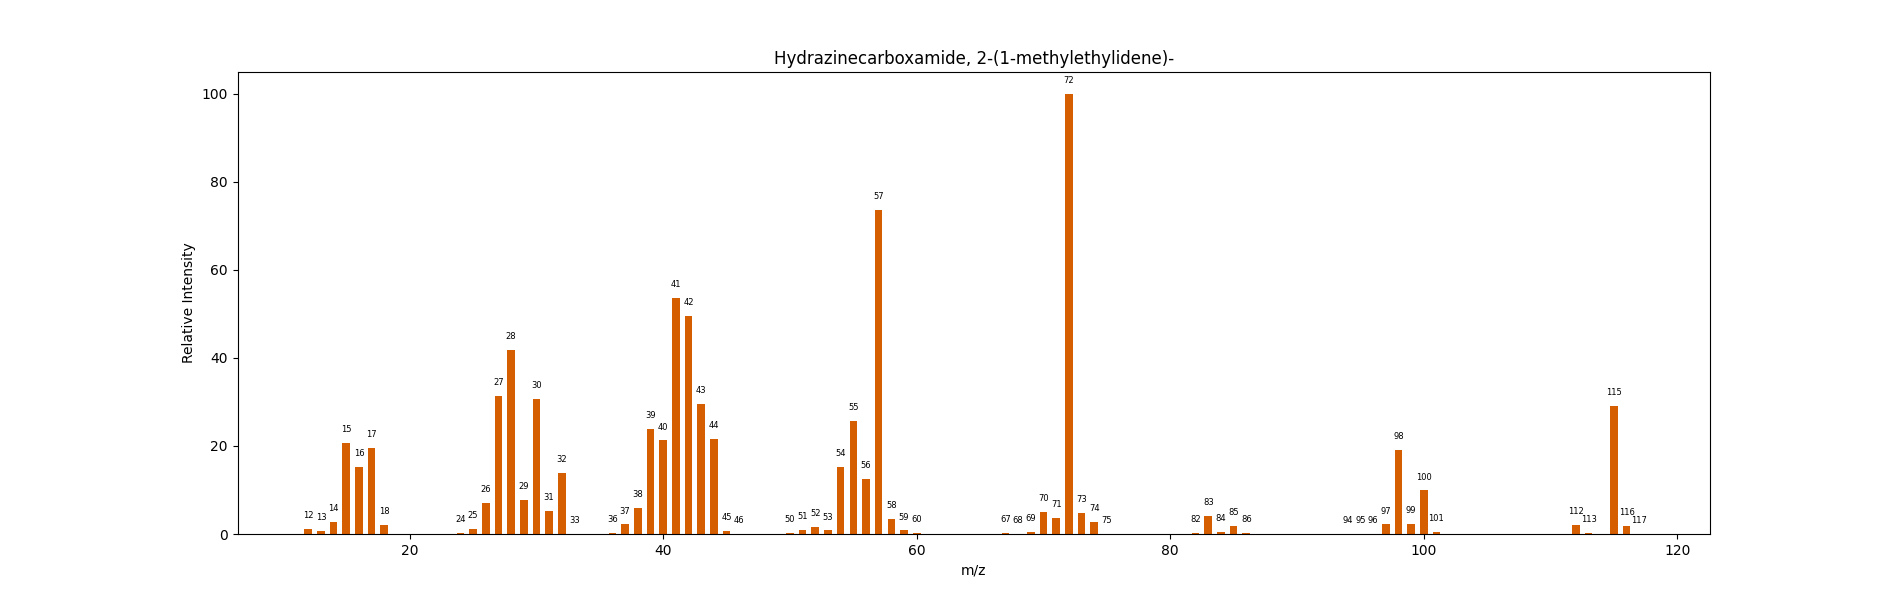 Hydrazinecarboxamide, 2-(1-methylethylidene)-
Relative Intensity
100
80
60
40
20
0
12 13 14 15 16 17 18 24 25 26 27 28 29 30 31 32 33 36 37 38 39 40 41 42 43 44 45 46 50 51 52 53 54 55 56 57 58 59 60 67 68 69 70 71 72 73 74 75 82 83 84 85 86 94 95 96 97 98 99 100 101 112 113 115 116 117
20 40 60 80 100 120
m/z